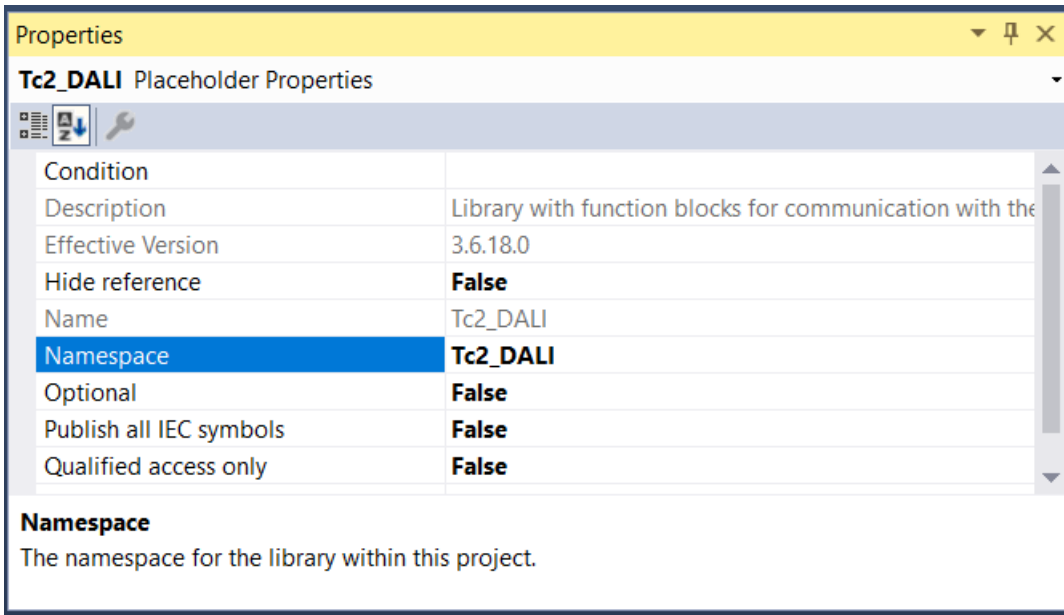 Properties
Tc2_DALI Placeholder Properties
Condition
Description Library with function blocks for communication with the
Effective Version 3.6.18.0
Hide reference False
Name Tc2_DALI
Namespace Tc2_DALI
Optional False
Publish all IEC symbols False
Qualified access only False
Namespace
The namespace for the library within this project.